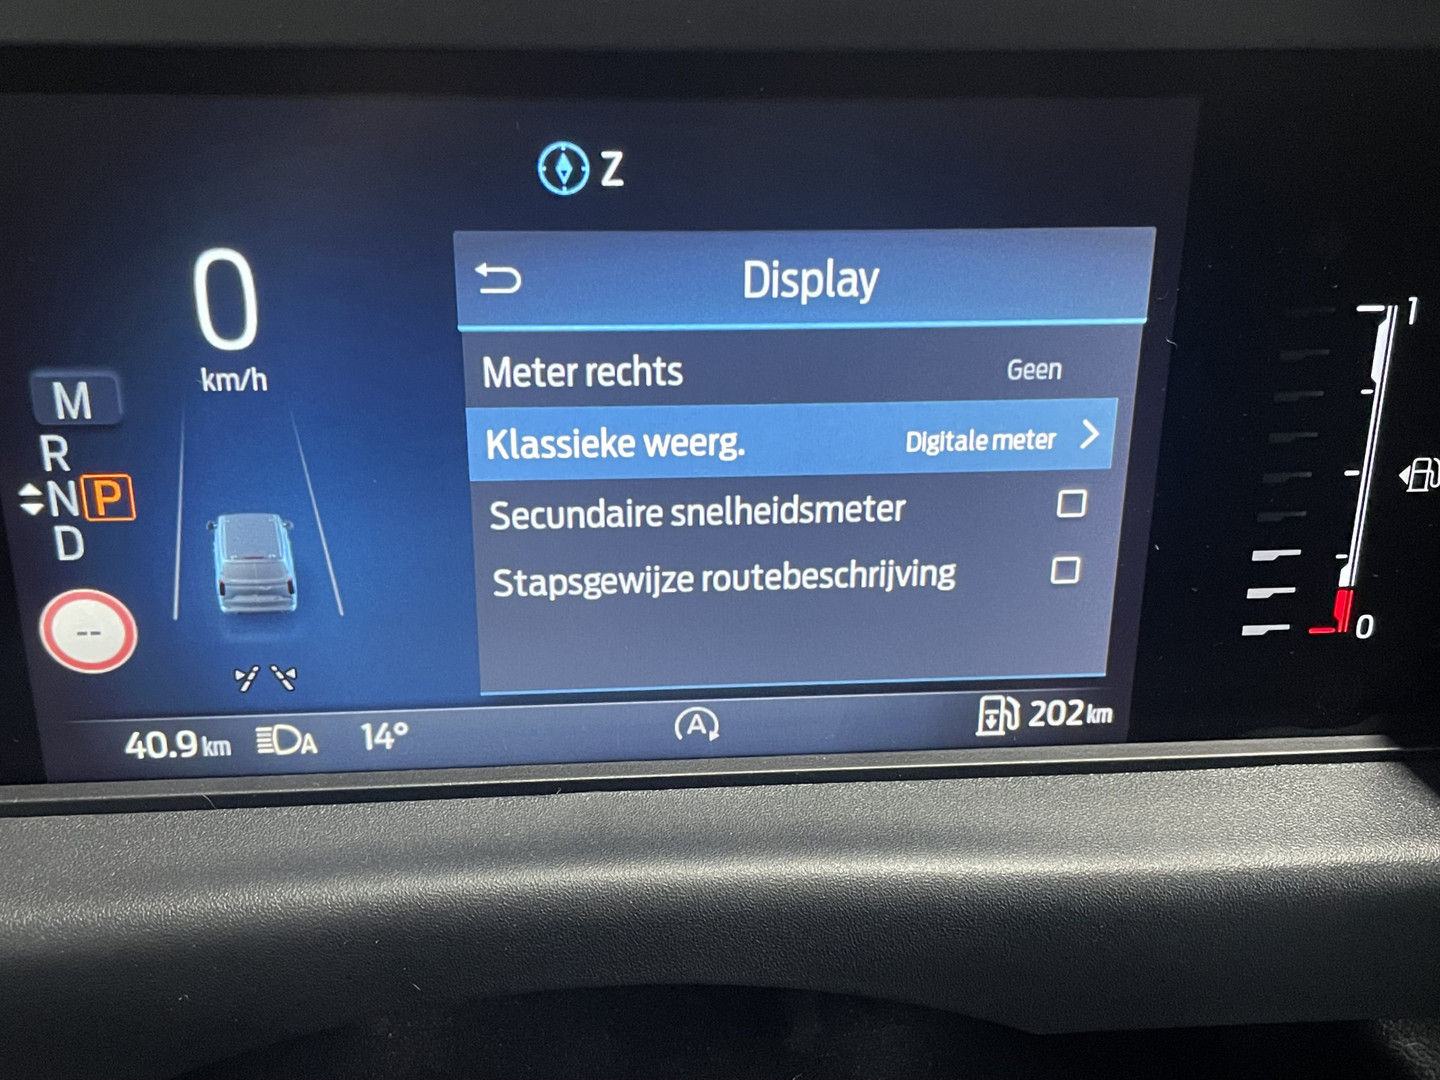 Z
Display
0
km/h
Meter rechts Geen
M
Klassieke weerg. Digitale meter
R
N P
D
Secundaire snelheidsmeter
Stapsgewijze routebeschrijving
--
40.9 km A 14° A 202 km
1
0